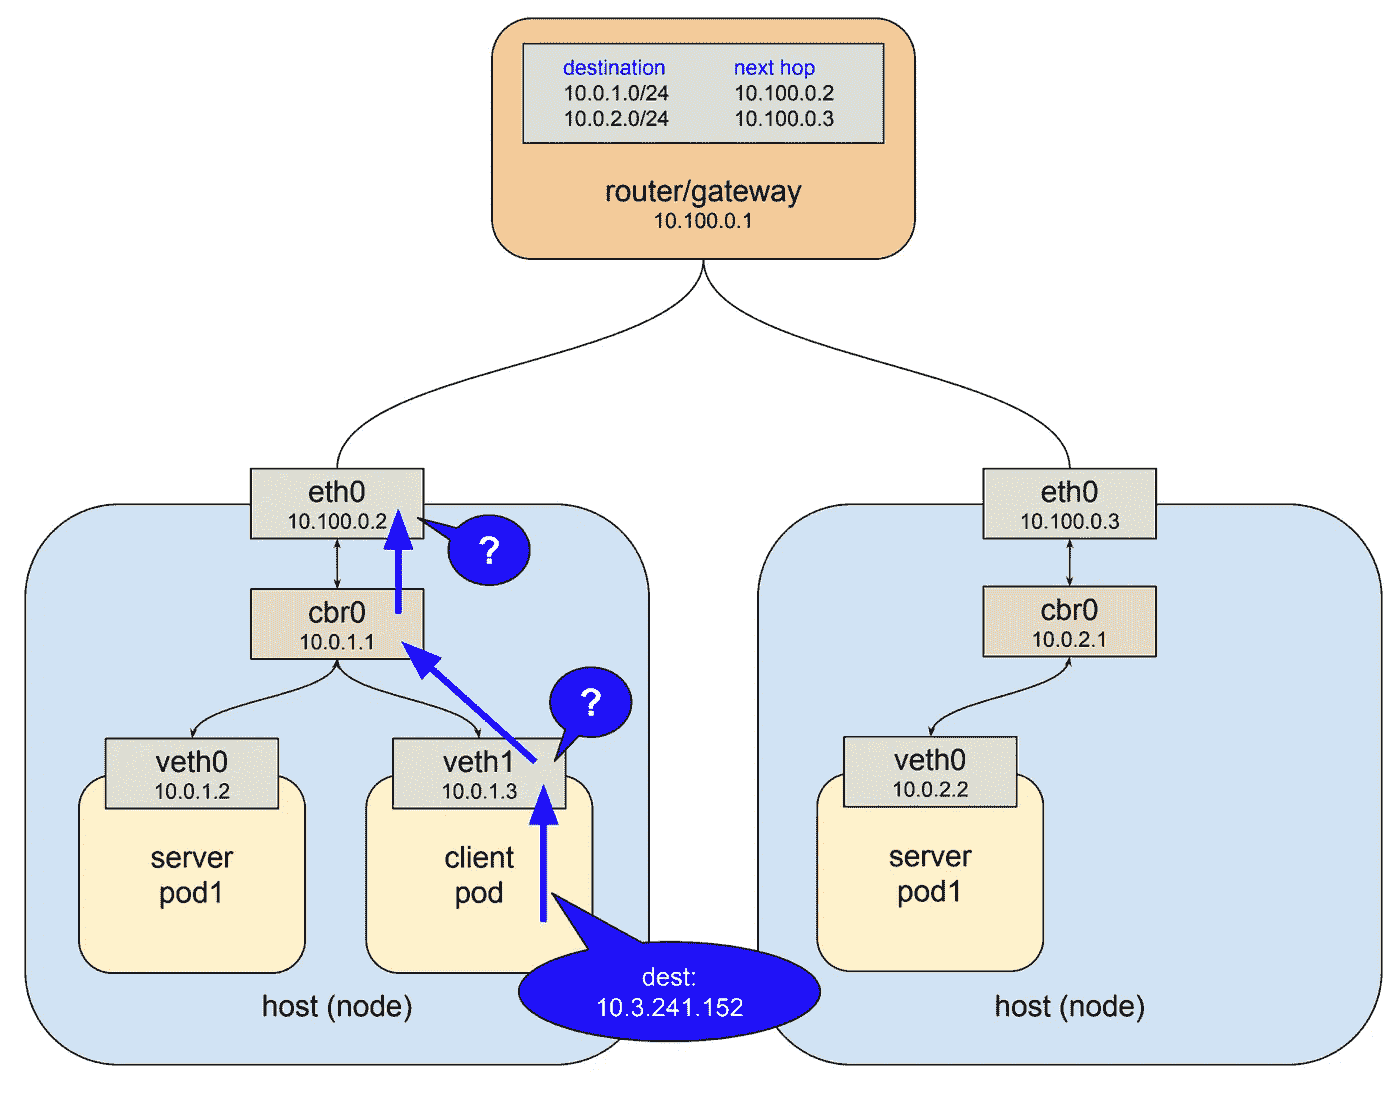 destination next hop
10.0.1.0/24 10.100.0.2
10.0.2.0/24 10.100.0.3
router/gateway
10.100.0.1
eth0
10.100.0.2
?
cbr0
10.0.1.1
?
veth0
10.0.1.2
veth1
10.0.1.3
server
pod1
client
pod
dest:
10.3.241.152
host (node)
eth0
10.100.0.3
cbr0
10.0.2.1
veth0
10.0.2.2
server
pod1
host (node)